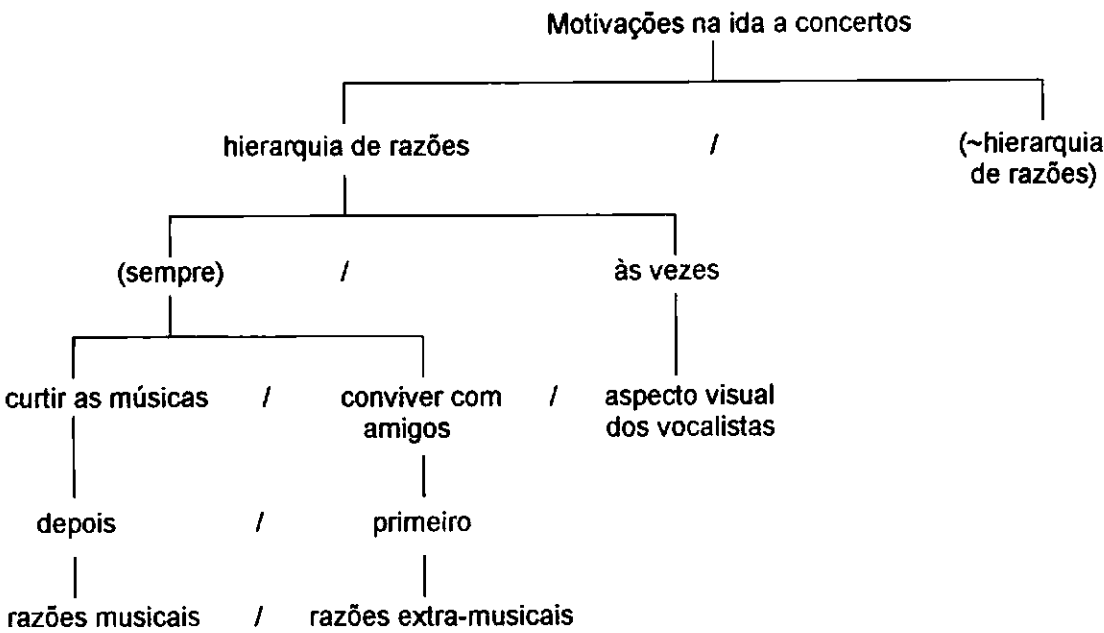 Motivações na ida a concertos
hierarquia de razões / (~hierarquia
de razões)
(sempre) / às vezes
curtir as músicas / conviver com / aspecto visual
amigos dos vocalistas
depois / primeiro
razões musicais / razões extra-musicais